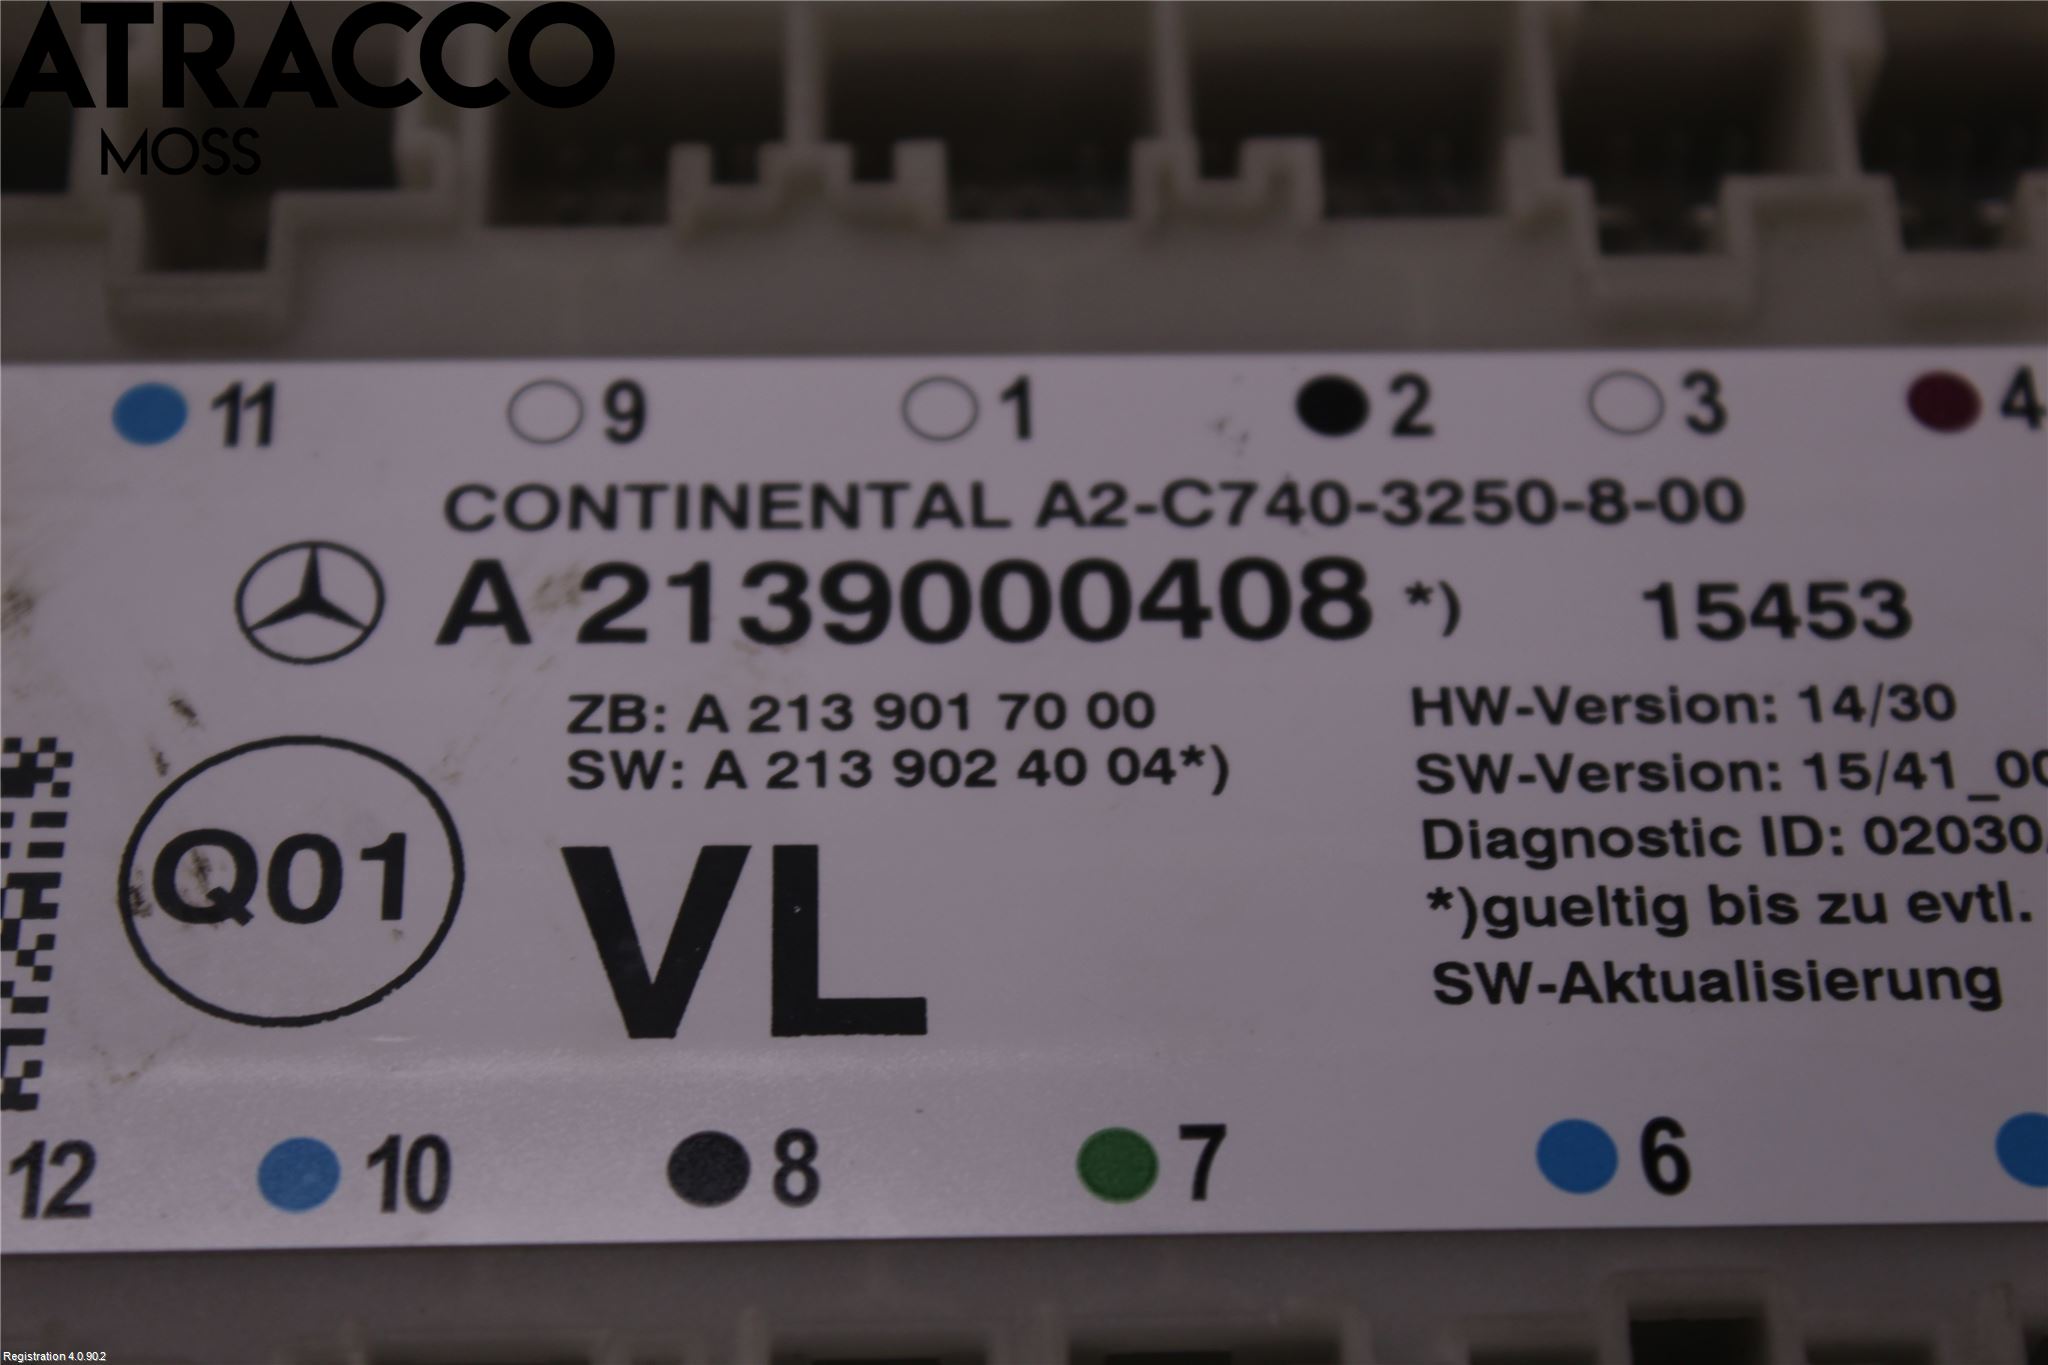 ATRACCO
MOSS
11 9 1 2 3 4
CONTINENTAL A2-C740-3250-8-00
A 2139000408 *) 15453
ZB: A 213 901 70 00
HW-Version: 14/30
SW: A 213 902 40 04*)
SW-Version: 15/41_00
Diagnostic ID: 02030
Q01
VL
*)gueltig bis zu evtl.
SW-Aktualisierung
12 10 8 7 6
Registration 4.0.90.2